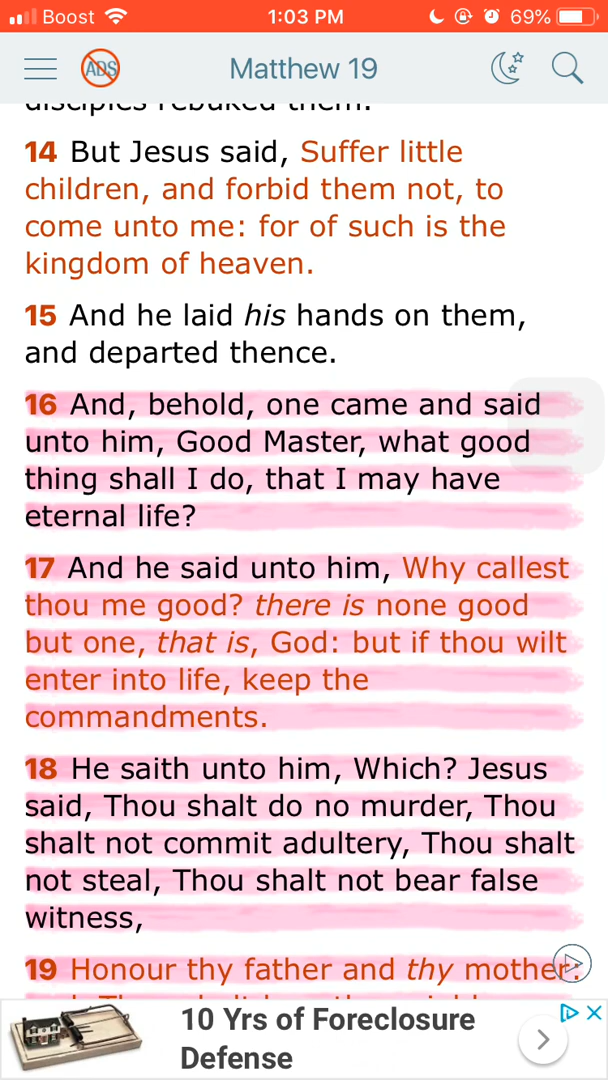 Boost 1:03 PM 69%
ADS Matthew 19
disciples rebuked them.
14 But Jesus said, Suffer little
children, and forbid them not, to
come unto me: for of such is the
kingdom of heaven.
15 And he laid his hands on them,
and departed thence.
16 And, behold, one came and said
unto him, Good Master, what good
thing shall I do, that I may have
eternal life?
17 And he said unto him, Why callest
thou me good? there is none good
but one, that is, God: but if thou wilt
enter into life, keep the
commandments.
18 He saith unto him, Which? Jesus
said, Thou shalt do no murder, Thou
shalt not commit adultery, Thou shalt
not steal, Thou shalt not bear false
witness,
19 Honour thy father and thy mother:
10 Yrs of Foreclosure
Defense